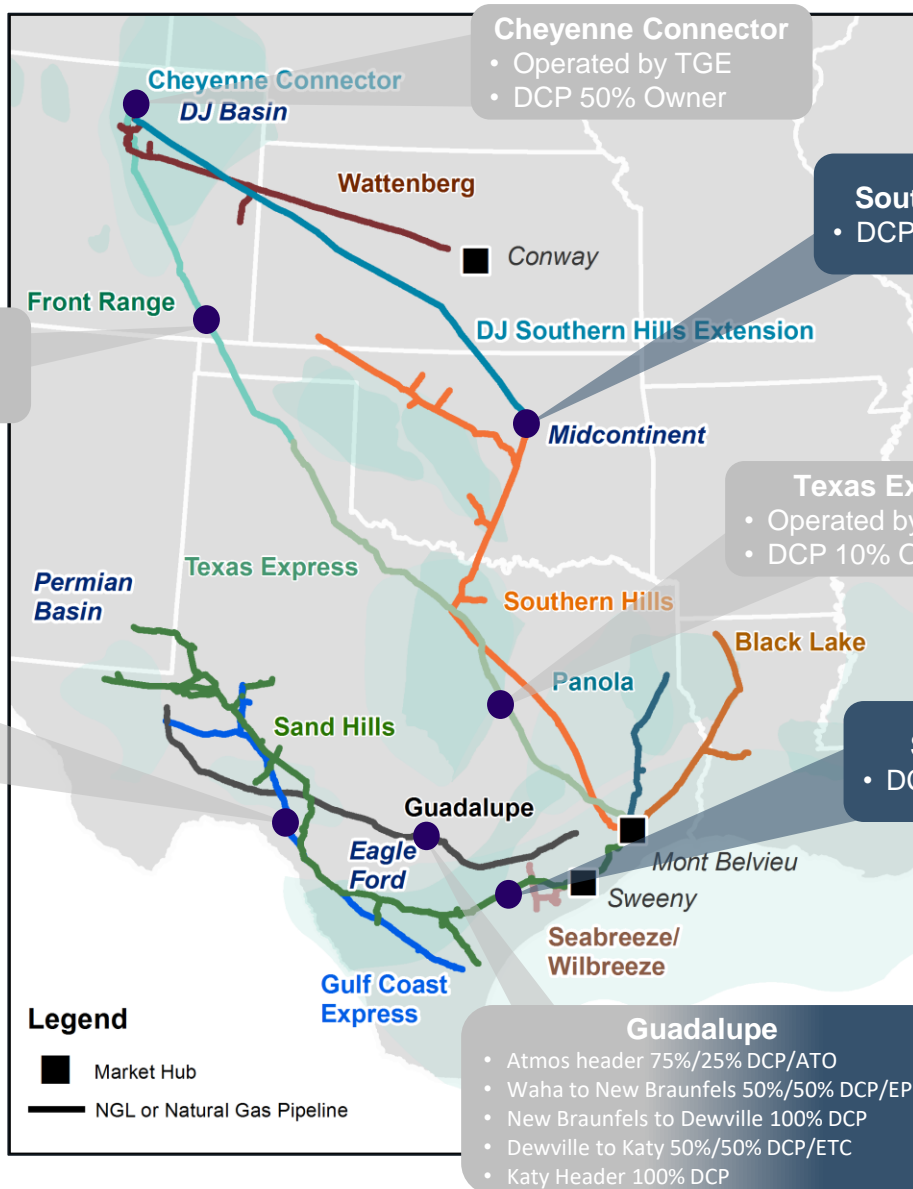 Cheyenne Connector
• Operated by TGE
• DCP 50% Owner
Cheyenne Connector
DJ Basin
Wattenberg
Conway
• DCP
Front Range
DJ Southern Hills Extension
Midcontinent
• Operated by
• DCP 10%
Texas
Texas Express
Permian
Basin
Southern Hills
Black Lake
Panola
Sand Hills
Guadalupe
Eagle
Ford
Mont Belvieu
Sweeny
Seabreeze/
Wilbreeze
Gulf Coast
Express
Legend
Market Hub
NGL or Natural Gas Pipeline
Guadalupe
• Atmos header 75%/25% DCP/ATO
• Waha to New Braunfels 50%/50% DCP/EP
• New Braunfels to Dewville 100% DCP
• Dewville to Katy 50%/50% DCP/ETC
• Katy Header 100% DCP